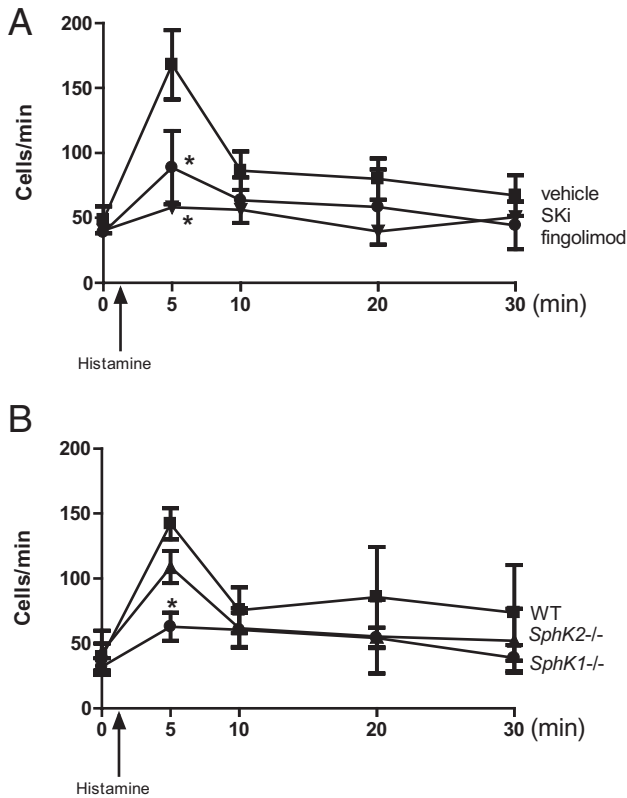 A
200
150
100
50
0
Cells/min
*
*
vehicle
SKi
fingolimod
0 5 10 20 30 (min)
Histamine
B
200
150
100
50
0
Cells/min
*
WT
SphK2-/-
SphK1-/-
0 5 10 20 30 (min)
Histamine